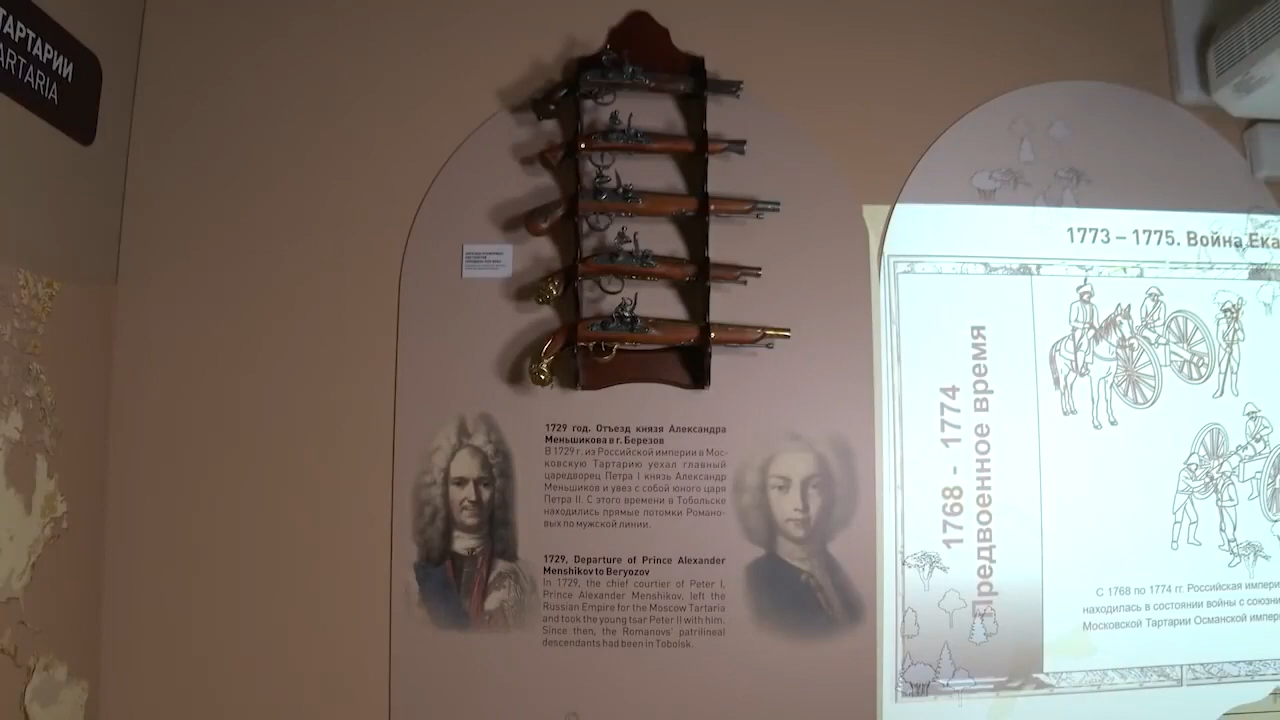 ТАРТАРИИ
ARTARIA
1729 год. Отъезд князя Александра
Меньшикова в г. Березов
В 1729 г. из Российской империи в Мос-
ковскую Тартарию уехал главный
царедворец Петра I князь Александр
Меньшиков и увез с собой юного царя
Петра II. С этого времени в Тобольске
находились прямые потомки Романо-
вых по мужской линии.
1729, Departure of Prince Alexander
Menshikov to Beryozov
In 1729, the chief courtier of Peter I,
Prince Alexander Menshikov, left the
Russian Empire for the Moscow Tartaria
and took the young tsar Peter II with him.
Since then, the Romanovs' patrilineal
descendants had been in Tobolsk.
1773 – 1775. Война Ека
1768 - 1774
Предвоенное время
С 1768 по 1774 гг. Российская импери
находилась в состоянии войны с союзни
Московской Тартарии Османской импер